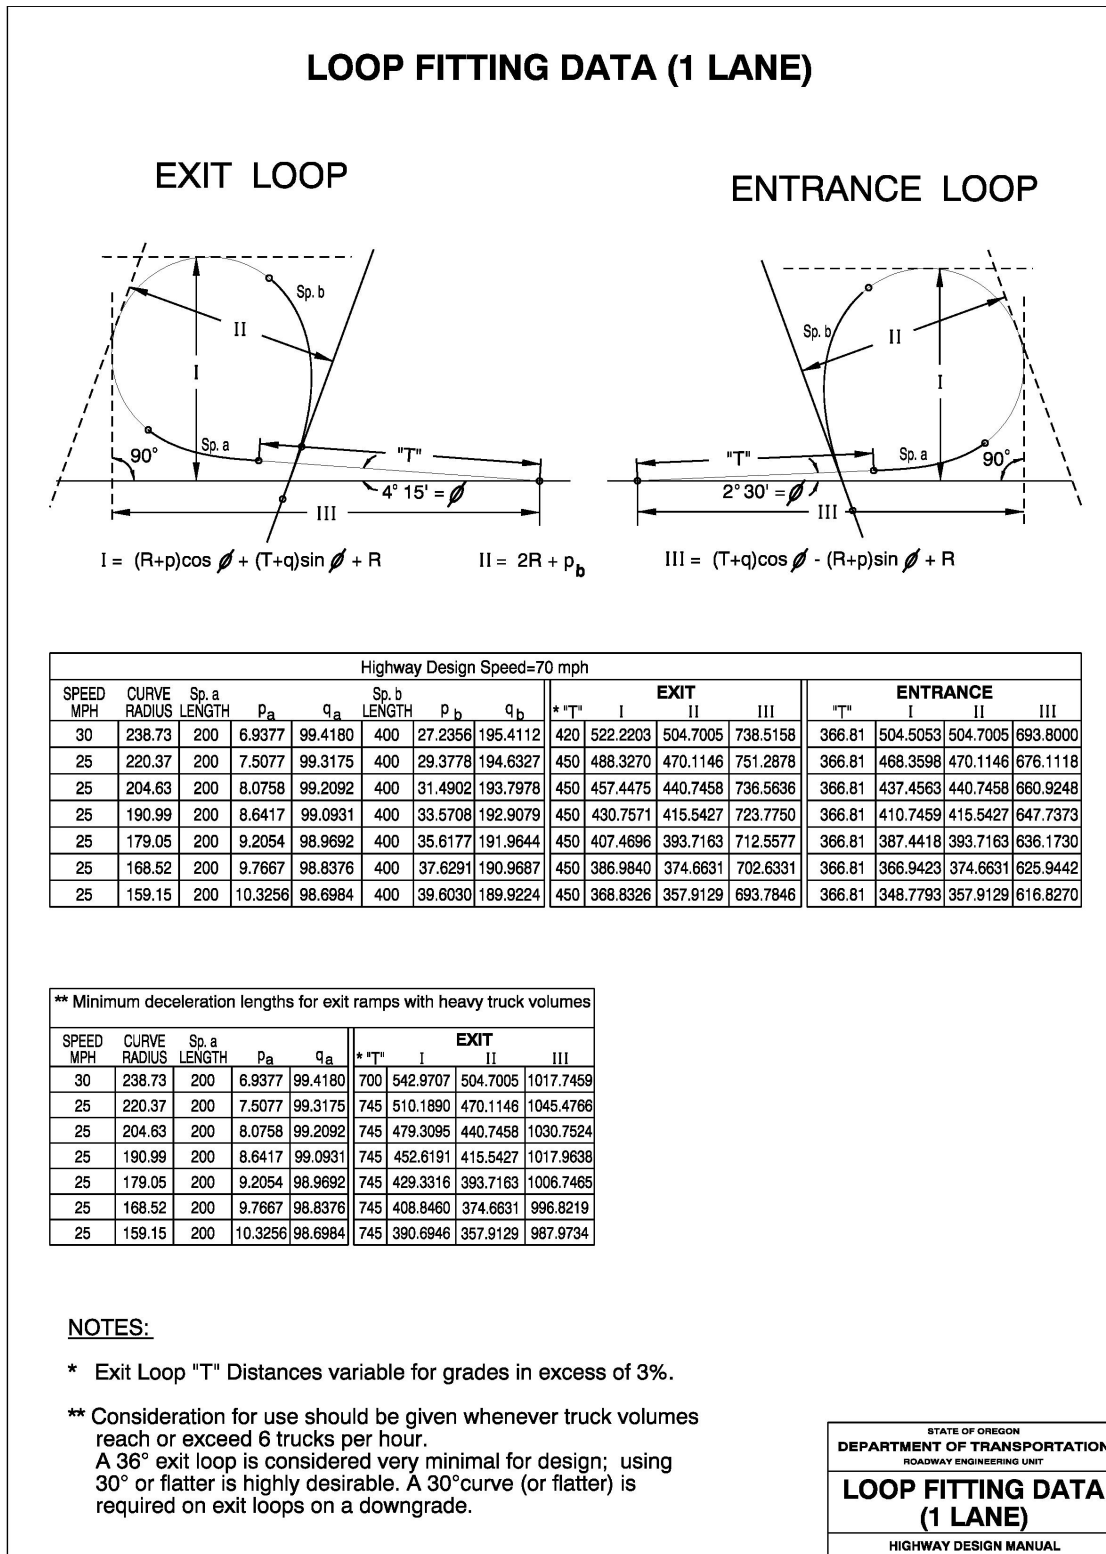 LOOP FITTING DATA (1 LANE)
EXIT LOOP
ENTRANCE LOOP
Sp. b
II
I
Sp. a
"T"
90°
4° 15' = ϕ
III
Sp. b
II
I
"T"
Sp. a
90°
2° 30' = ϕ
III
I = (R+p)cos ϕ + (T+q)sin ϕ + R II = 2R + p b III = (T+q)cos ϕ - (R+p)sin ϕ + R
Highway Design Speed=70 mph
SPEED MPH CURVE RADIUS Sp. a LENGTH pa qa Sp. b LENGTH p b q b EXIT * "T" I II III ENTRANCE "T" I II III
30 238.73 200 6.9377 99.4180 400 27.2356 195.4112 420 522.2203 504.7005 738.5158 366.81 504.5053 504.7005 693.8000
25 220.37 200 7.5077 99.3175 400 29.3778 194.6327 450 488.3270 470.1146 751.2878 366.81 468.3598 470.1146 676.1118
25 204.63 200 8.0758 99.2092 400 31.4902 193.7978 450 457.4475 440.7458 736.5636 366.81 437.4563 440.7458 660.9248
25 190.99 200 8.6417 99.0931 400 33.5708 192.9079 450 430.7571 415.5427 723.7750 366.81 410.7459 415.5427 647.7373
25 179.05 200 9.2054 98.9692 400 35.6177 191.9644 450 407.4696 393.7163 712.5577 366.81 387.4418 393.7163 636.1730
25 168.52 200 9.7667 98.8376 400 37.6291 190.9687 450 386.9840 374.6631 702.6331 366.81 366.9423 374.6631 625.9442
25 159.15 200 10.3256 98.6984 400 39.6030 189.9224 450 368.8326 357.9129 693.7846 366.81 348.7793 357.9129 616.8270
** Minimum deceleration lengths for exit ramps with heavy truck volumes
SPEED MPH CURVE RADIUS Sp. a LENGTH pa qa EXIT * "T" I II III
30 238.73 200 6.9377 99.4180 700 542.9707 504.7005 1017.7459
25 220.37 200 7.5077 99.3175 745 510.1890 470.1146 1045.4766
25 204.63 200 8.0758 99.2092 745 479.3095 440.7458 1030.7524
25 190.99 200 8.6417 99.0931 745 452.6191 415.5427 1017.9638
25 179.05 200 9.2054 98.9692 745 429.3316 393.7163 1006.7465
25 168.52 200 9.7667 98.8376 745 408.8460 374.6631 996.8219
25 159.15 200 10.3256 98.6984 745 390.6946 357.9129 987.9734
NOTES:
* Exit Loop "T" Distances variable for grades in excess of 3%.
** Consideration for use should be given whenever truck volumes
reach or exceed 6 trucks per hour.
A 36° exit loop is considered very minimal for design; using
30° or flatter is highly desirable. A 30°curve (or flatter) is
required on exit loops on a downgrade.
STATE OF OREGON
DEPARTMENT OF TRANSPORTATION
ROADWAY ENGINEERING UNIT
LOOP FITTING DATA
(1 LANE)
HIGHWAY DESIGN MANUAL